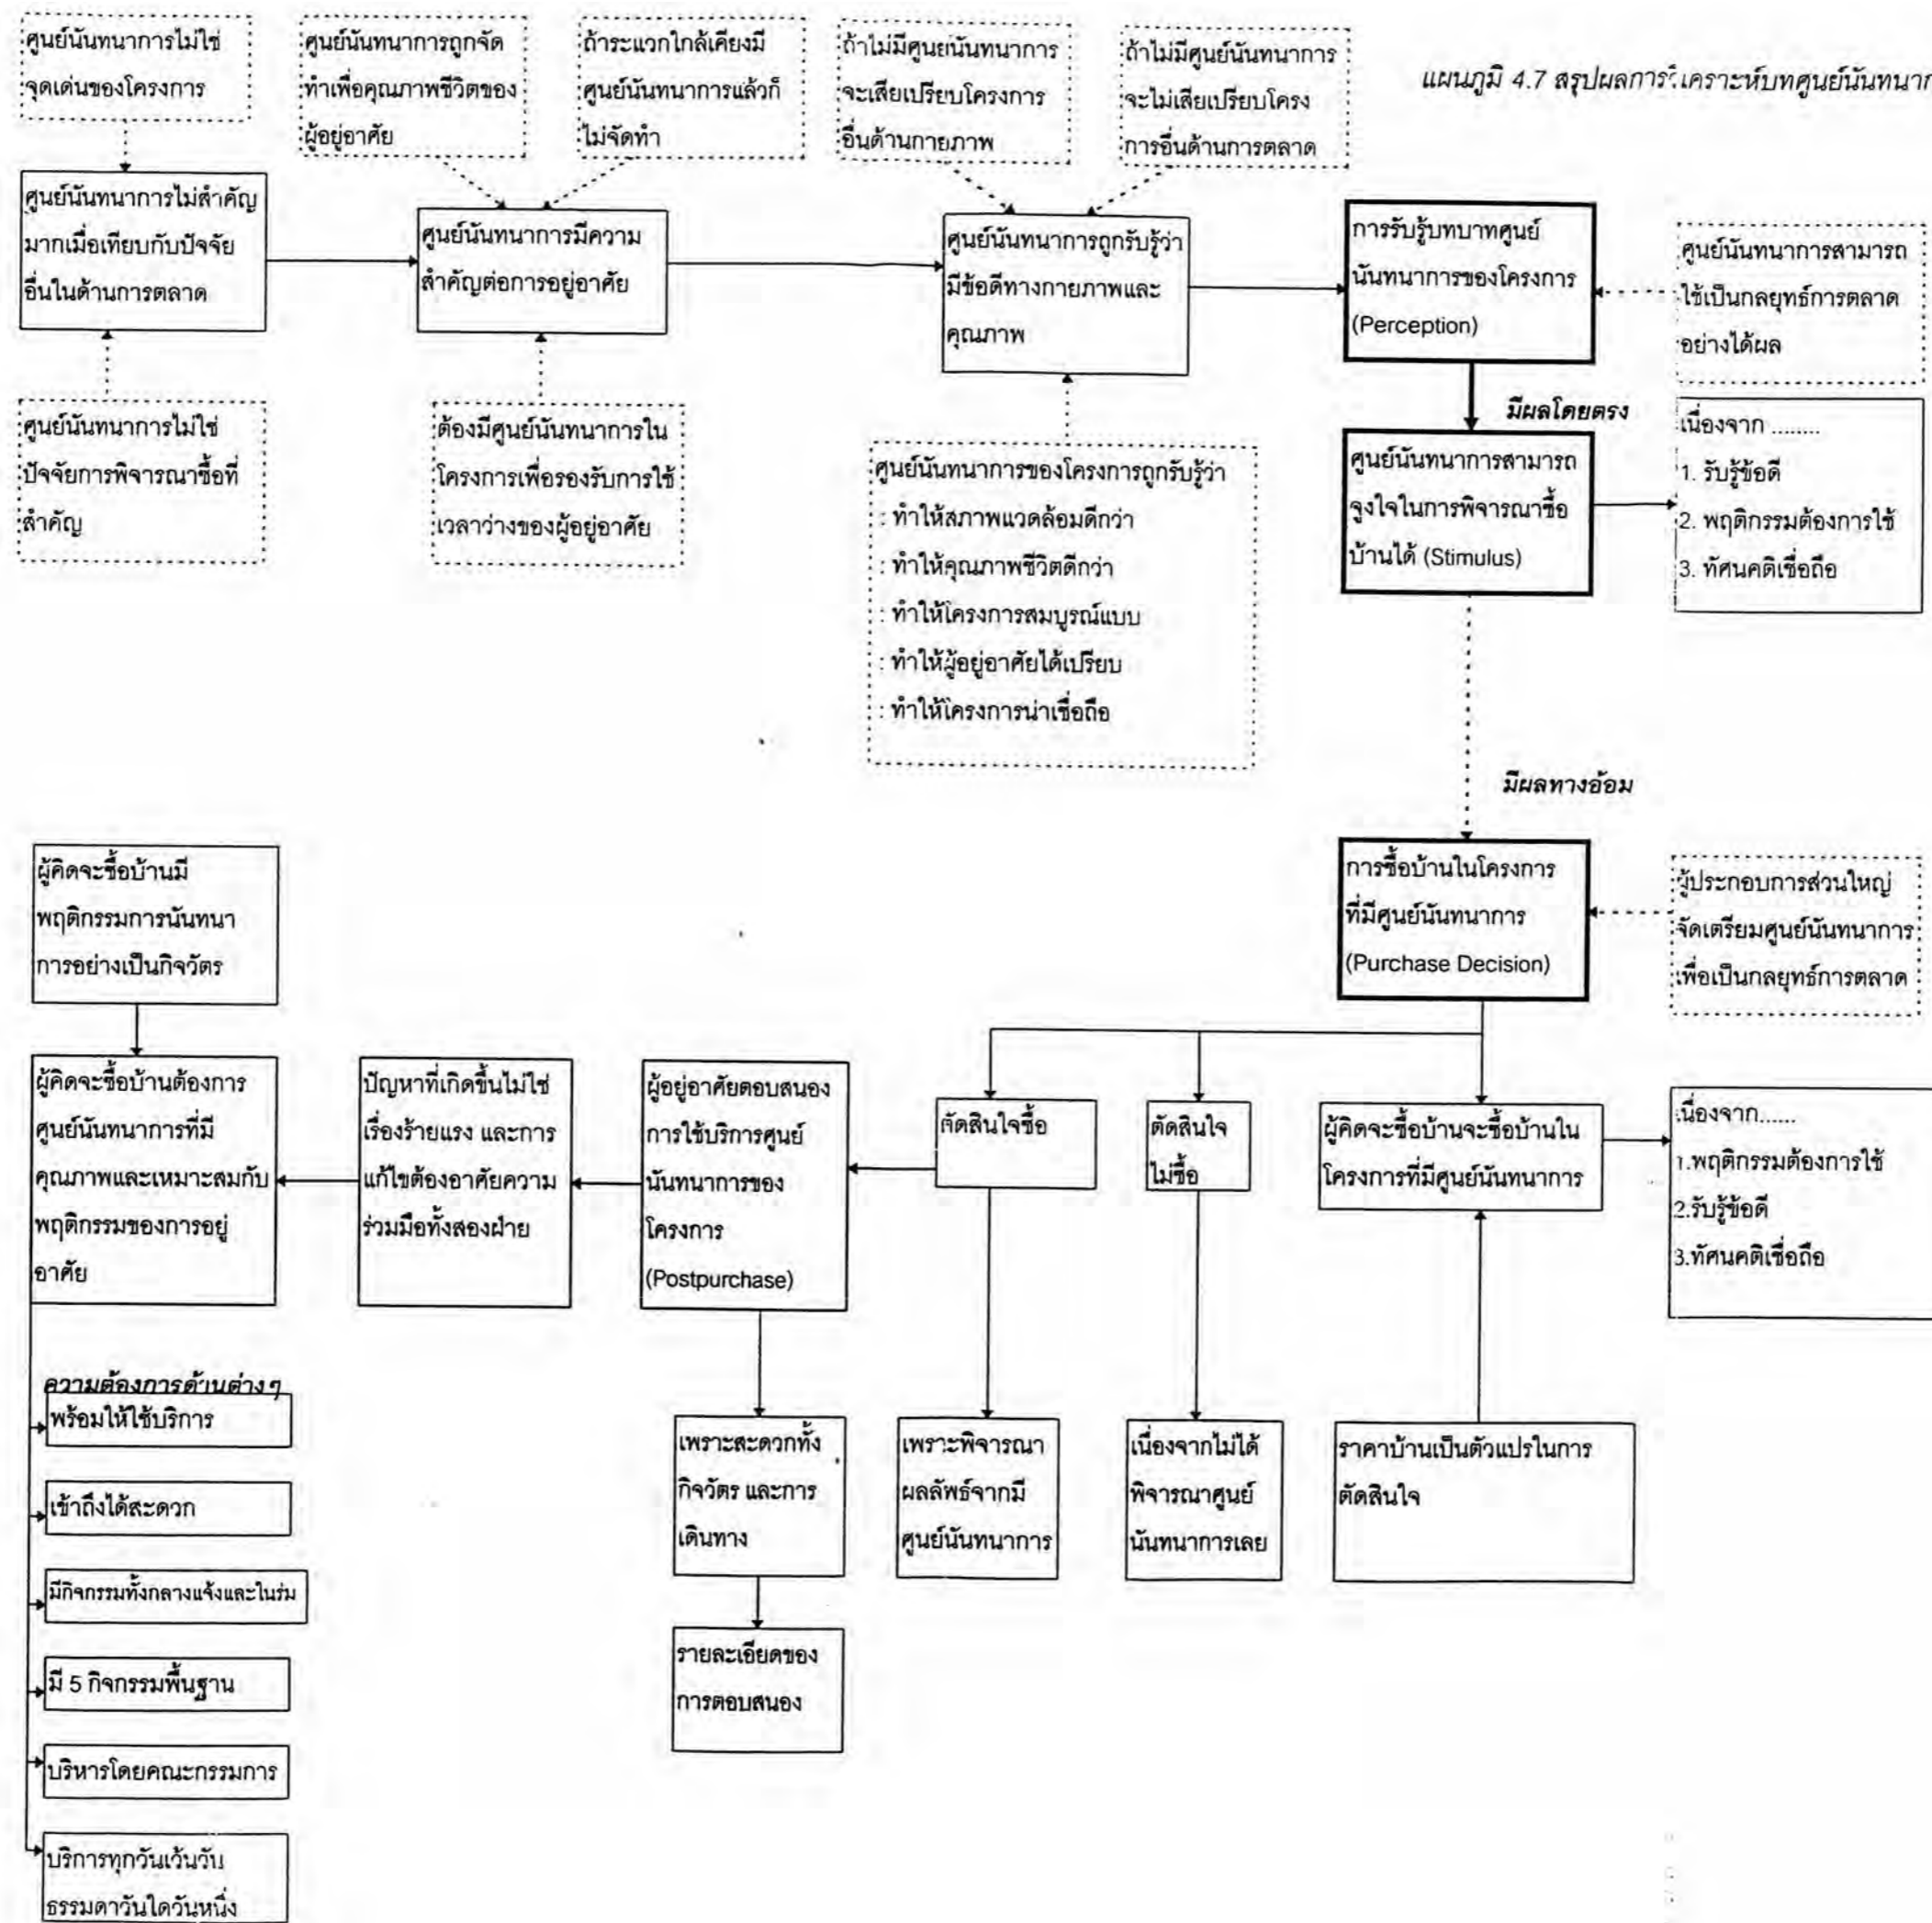 แผนภูมิ 4.7 สรุปผลการวิเคราะห์บทศูนย์นันทนาก
ศูนย์นันทนาการไม่ใช่
จุดเด่นของโครงการ
ศูนย์นันทนาการถูกจัด
ทำเพื่อคุณภาพชีวิตของ
ผู้อยู่อาศัย
ถ้าระแวกใกล้เคียงมี
ศูนย์นันทนาการแล้วก็
ไม่จัดทำ
ถ้าไม่มีศูนย์นันทนาการ
จะเสียเปรียบโครงการ
อื่นด้านกายภาพ
ถ้าไม่มีศูนย์นันทนาการ
จะไม่เสียเปรียบโครง
การอื่นด้านการตลาด
ศูนย์นันทนาการไม่สำคัญ
มากเมื่อเทียบกับปัจจัย
อื่นในด้านการตลาด
ศูนย์นันทนาการมีความ
สำคัญต่อการอยู่อาศัย
ศูนย์นันทนาการถูกรับรู้ว่า
มีข้อดีทางกายภาพและ
คุณภาพ
การรับรู้บทบาทศูนย์
นันทนาการของโครงการ
(Perception)
ศูนย์นันทนาการสามารถ
ใช้เป็นกลยุทธ์การตลาด
อย่างได้ผล
ศูนย์นันทนาการไม่ใช่
ปัจจัยการพิจารณาซื้อที่
สำคัญ
ต้องมีศูนย์นันทนาการใน
โครงการเพื่อรองรับการใช้
เวลาว่างของผู้อยู่อาศัย
ศูนย์นันทนาการของโครงการถูกรับรู้ว่า
: ทำให้สภาพแวดล้อมดีกว่า
: ทำให้คุณภาพชีวิตดีกว่า
: ทำให้โครงการสมบูรณ์แบบ
: ทำให้ผู้อยู่อาศัยได้เปรียบ
: ทำให้โครงการน่าเชื่อถือ
มีผลโดยตรง
ศูนย์นันทนาการสามารถ
จูงใจในการพิจารณาซื้อ
บ้านได้ (Stimulus)
เนื่องจาก ........
1. รับรู้ข้อดี
2. พฤติกรรมต้องการใช้
3. ทัศนคติเชื่อถือ
มีผลทางอ้อม
ผู้คิดจะซื้อบ้านมี
พฤติกรรมการนันทนา
การอย่างเป็นกิจวัตร
การซื้อบ้านในโครงการ
ที่มีศูนย์นันทนาการ
(Purchase Decision)
ผู้ประกอบการส่วนใหญ่
จัดเตรียมศูนย์นันทนาการ
เพื่อเป็นกลยุทธ์การตลาด
ผู้คิดจะซื้อบ้านต้องการ
ศูนย์นันทนาการที่มี
คุณภาพและเหมาะสมกับ
พฤติกรรมของการอยู่
อาศัย
ปัญหาที่เกิดขึ้นไม่ใช่
เรื่องร้ายแรง และการ
แก้ไขต้องอาศัยความ
ร่วมมือทั้งสองฝ่าย
ผู้อยู่อาศัยตอบสนอง
การใช้บริการศูนย์
นันทนาการของ
โครงการ
(Postpurchase)
ตัดสินใจซื้อ
ตัดสินใจ
ไม่ซื้อ
ผู้คิดจะซื้อบ้านจะซื้อบ้านใน
โครงการที่มีศูนย์นันทนาการ
เนื่องจาก......
1.พฤติกรรมต้องการใช้
2.รับรู้ข้อดี
3.ทัศนคติเชื่อถือ
ความต้องการด้านต่างๆ
พร้อมให้ใช้บริการ
เข้าถึงได้สะดวก
มีกิจกรรมทั้งกลางแจ้งและในร่ม
มี 5 กิจกรรมพื้นฐาน
บริหารโดยคณะกรรมการ
บริการทุกวันเว้นวัน
ธรรมดาวันใดวันหนึ่ง
เพราะสะดวกทั้ง
กิจวัตร และการ
เดินทาง
รายละเอียดของ
การตอบสนอง
เพราะพิจารณา
ผลลัพธ์จากมี
ศูนย์นันทนาการ
เนื่องจากไม่ได้
พิจารณาศูนย์
นันทนาการเลย
ราคาบ้านเป็นตัวแปรในการ
ตัดสินใจ